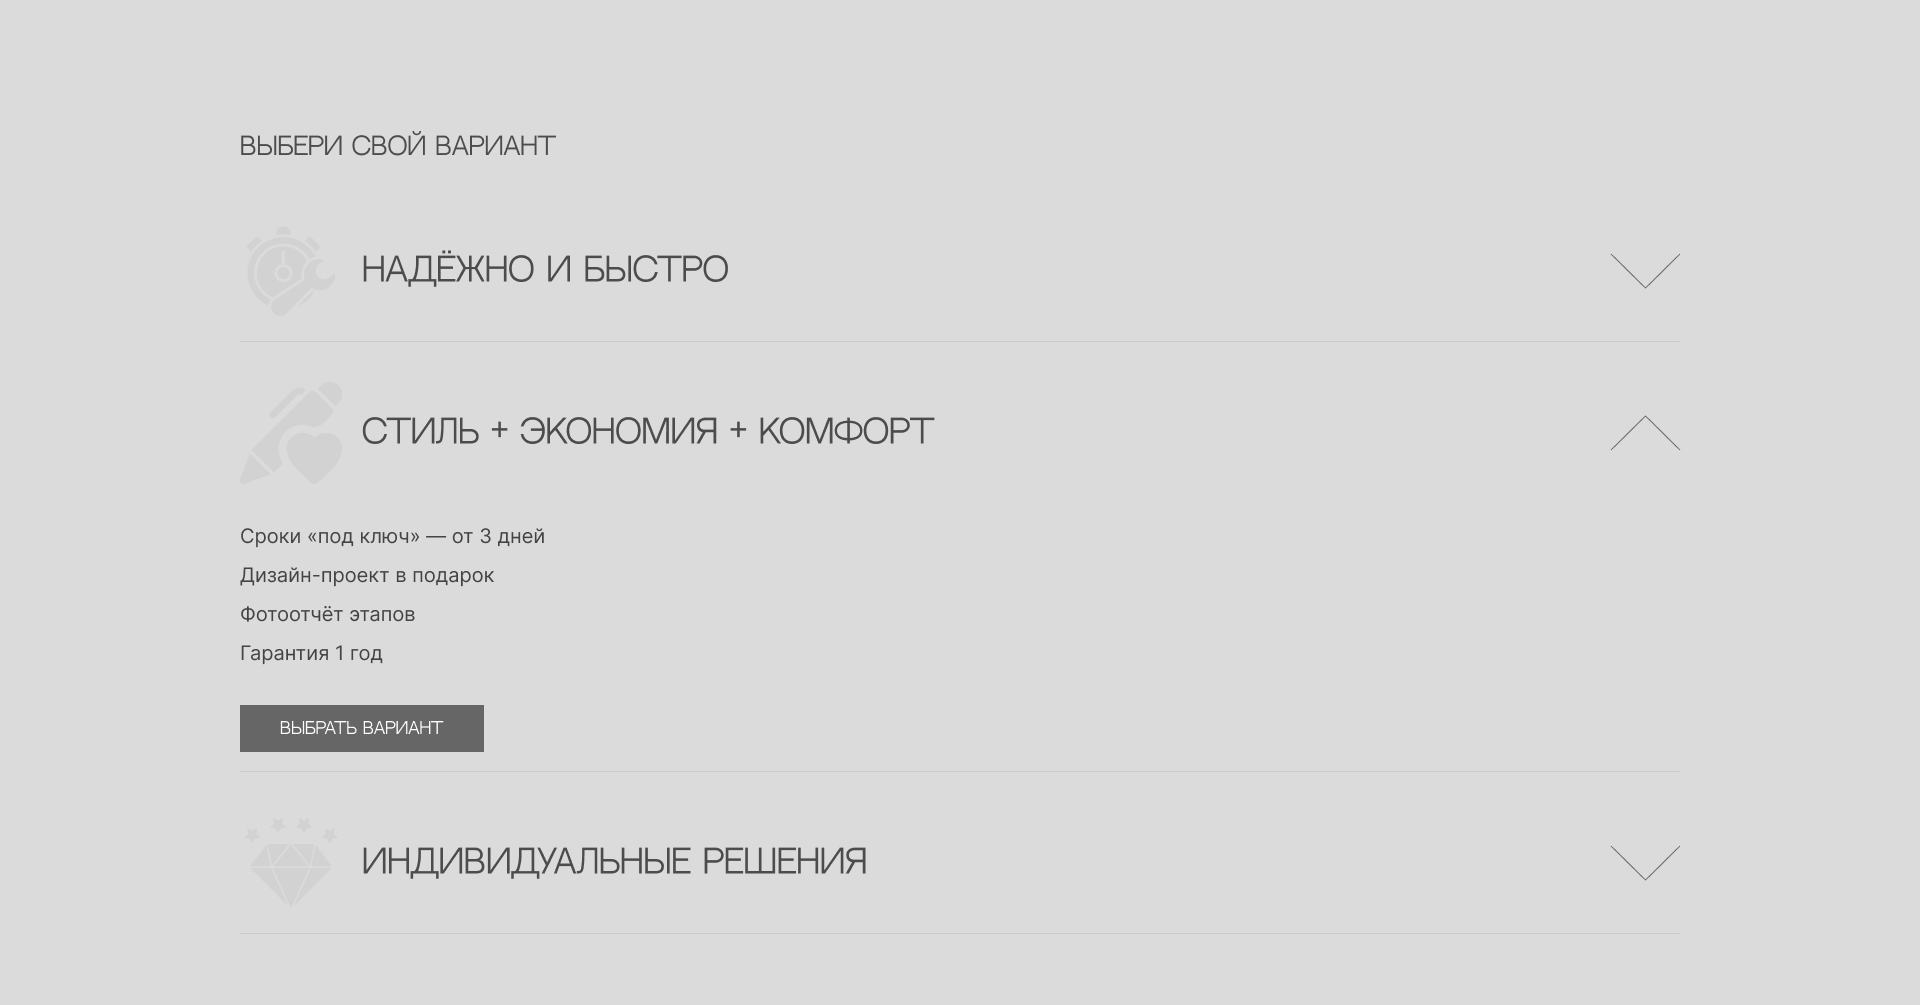 ВЫБЕРИ СВОЙ ВАРИАНТ
НАДЁЖНО И БЫСТРО
СТИЛЬ + ЭКОНОМИЯ + КОМФОРТ
Сроки «под ключ» — от 3 дней
Дизайн-проект в подарок
Фотоотчёт этапов
Гарантия 1 год
ВЫБРАТЬ ВАРИАНТ
ИНДИВИДУАЛЬНЫЕ РЕШЕНИЯ